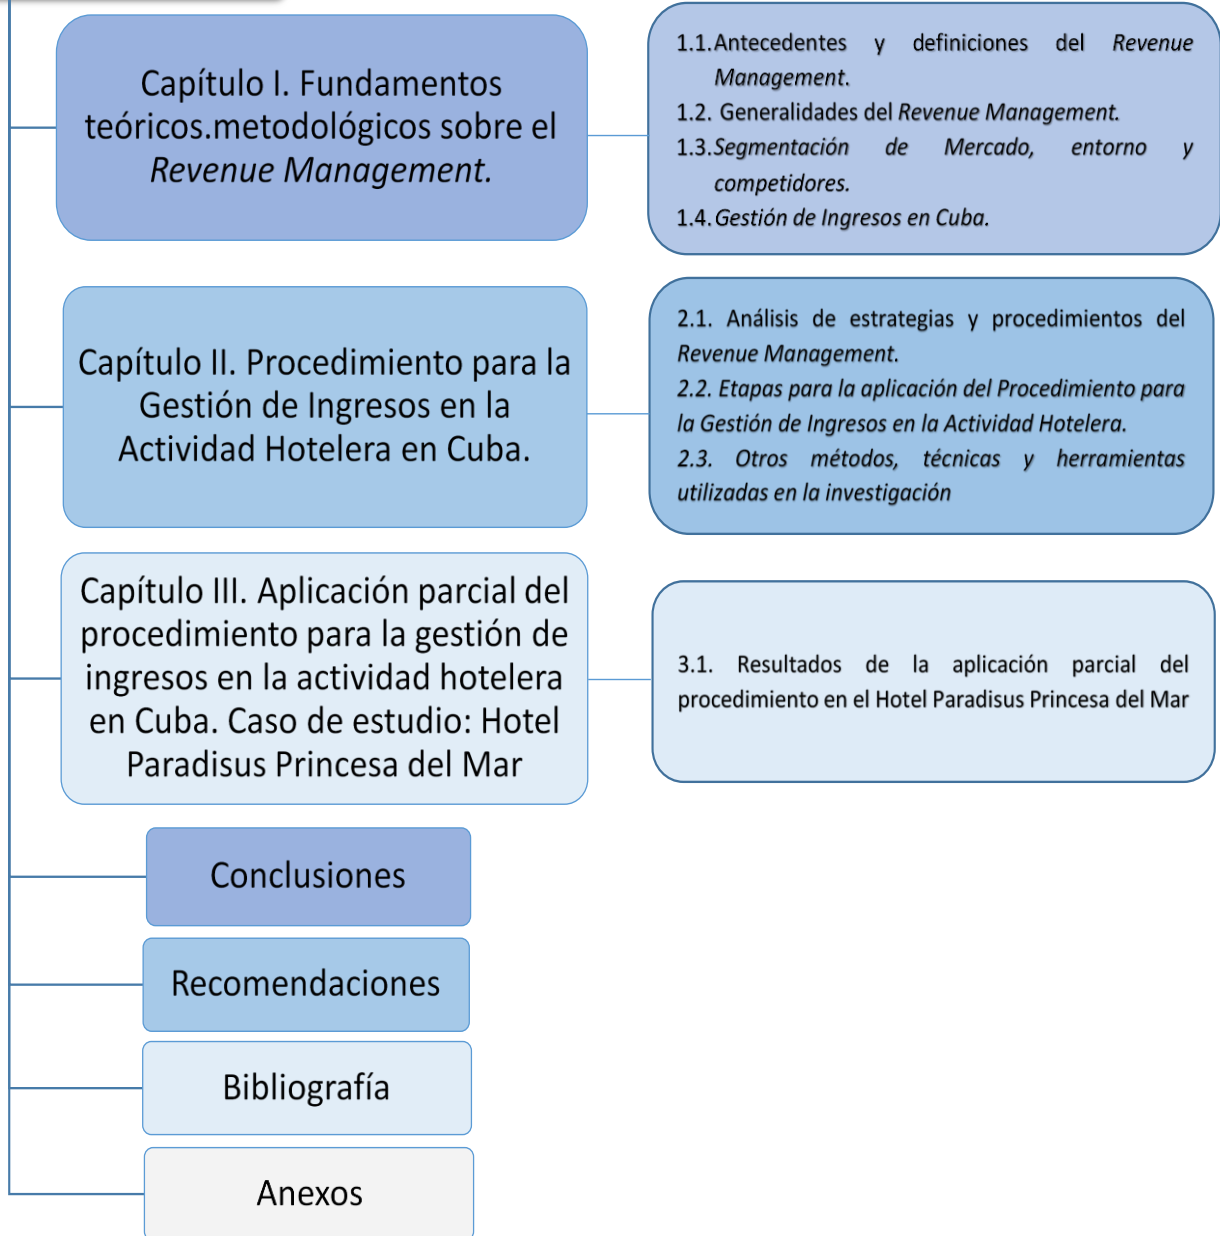 Capítulo I. Fundamentos
teóricos.metodológicos sobre el
Revenue Management.
1.1.Antecedentes y definiciones del Revenue
Management.
1.2. Generalidades del Revenue Management.
1.3.Segmentación de Mercado, entorno y
competidores.
1.4.Gestión de Ingresos en Cuba.
Capítulo II. Procedimiento para la
Gestión de Ingresos en la
Actividad Hotelera en Cuba.
2.1. Análisis de estrategias y procedimientos del
Revenue Management.
2.2. Etapas para la aplicación del Procedimiento para
la Gestión de Ingresos en la Actividad Hotelera.
2.3. Otros métodos, técnicas y herramientas
utilizadas en la investigación
Capítulo III. Aplicación parcial del
procedimiento para la gestión de
ingresos en la actividad hotelera
en Cuba. Caso de estudio: Hotel
Paradisus Princesa del Mar
3.1. Resultados de la aplicación parcial del
procedimiento en el Hotel Paradisus Princesa del Mar
Conclusiones
Recomendaciones
Bibliografía
Anexos